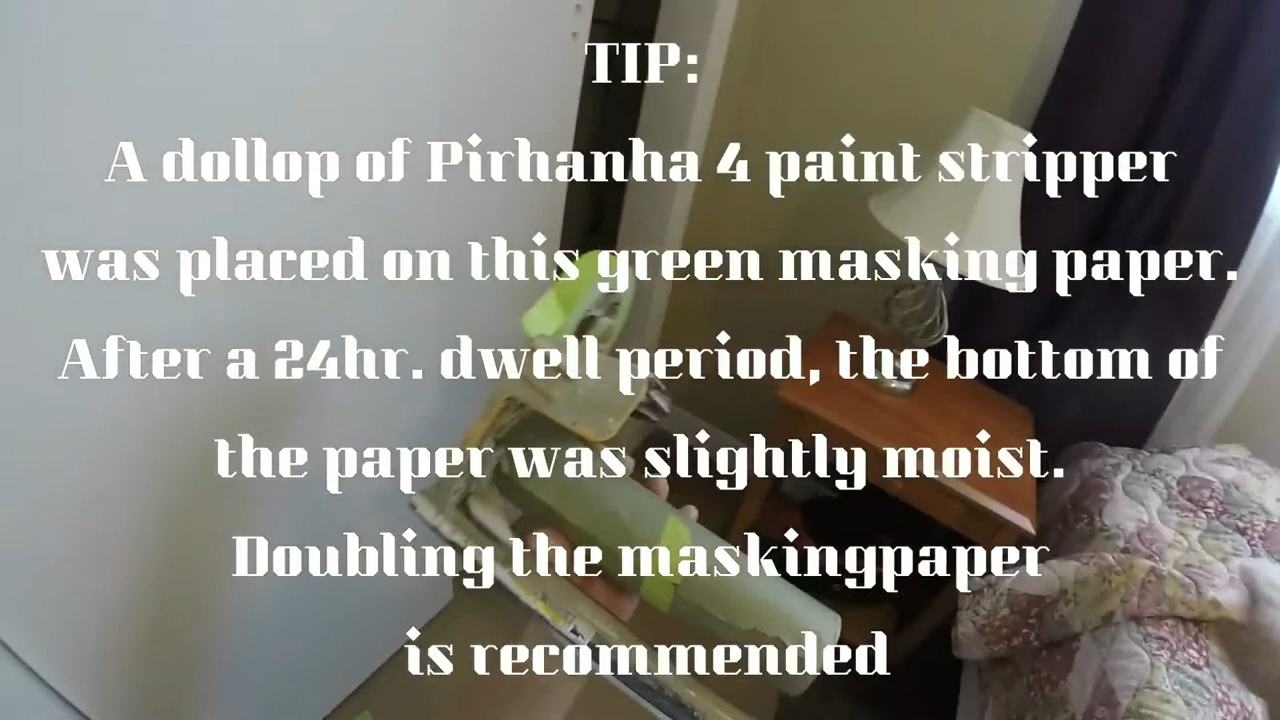 TIP:
A dollop of Pirhanha 4 paint stripper
was placed on this green masking paper.
After a 24hr. dwell period, the bottom of
the paper was slightly moist.
Doubling the maskingpaper
is recommended